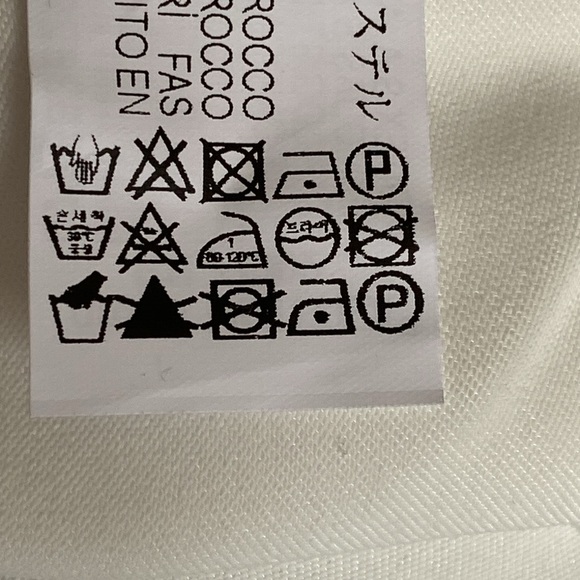 ステル
ROCCO
ROCCO
Rİ FAS
ITO EN
P
손세탁
30℃
중성
1
80-120℃
드라이
P